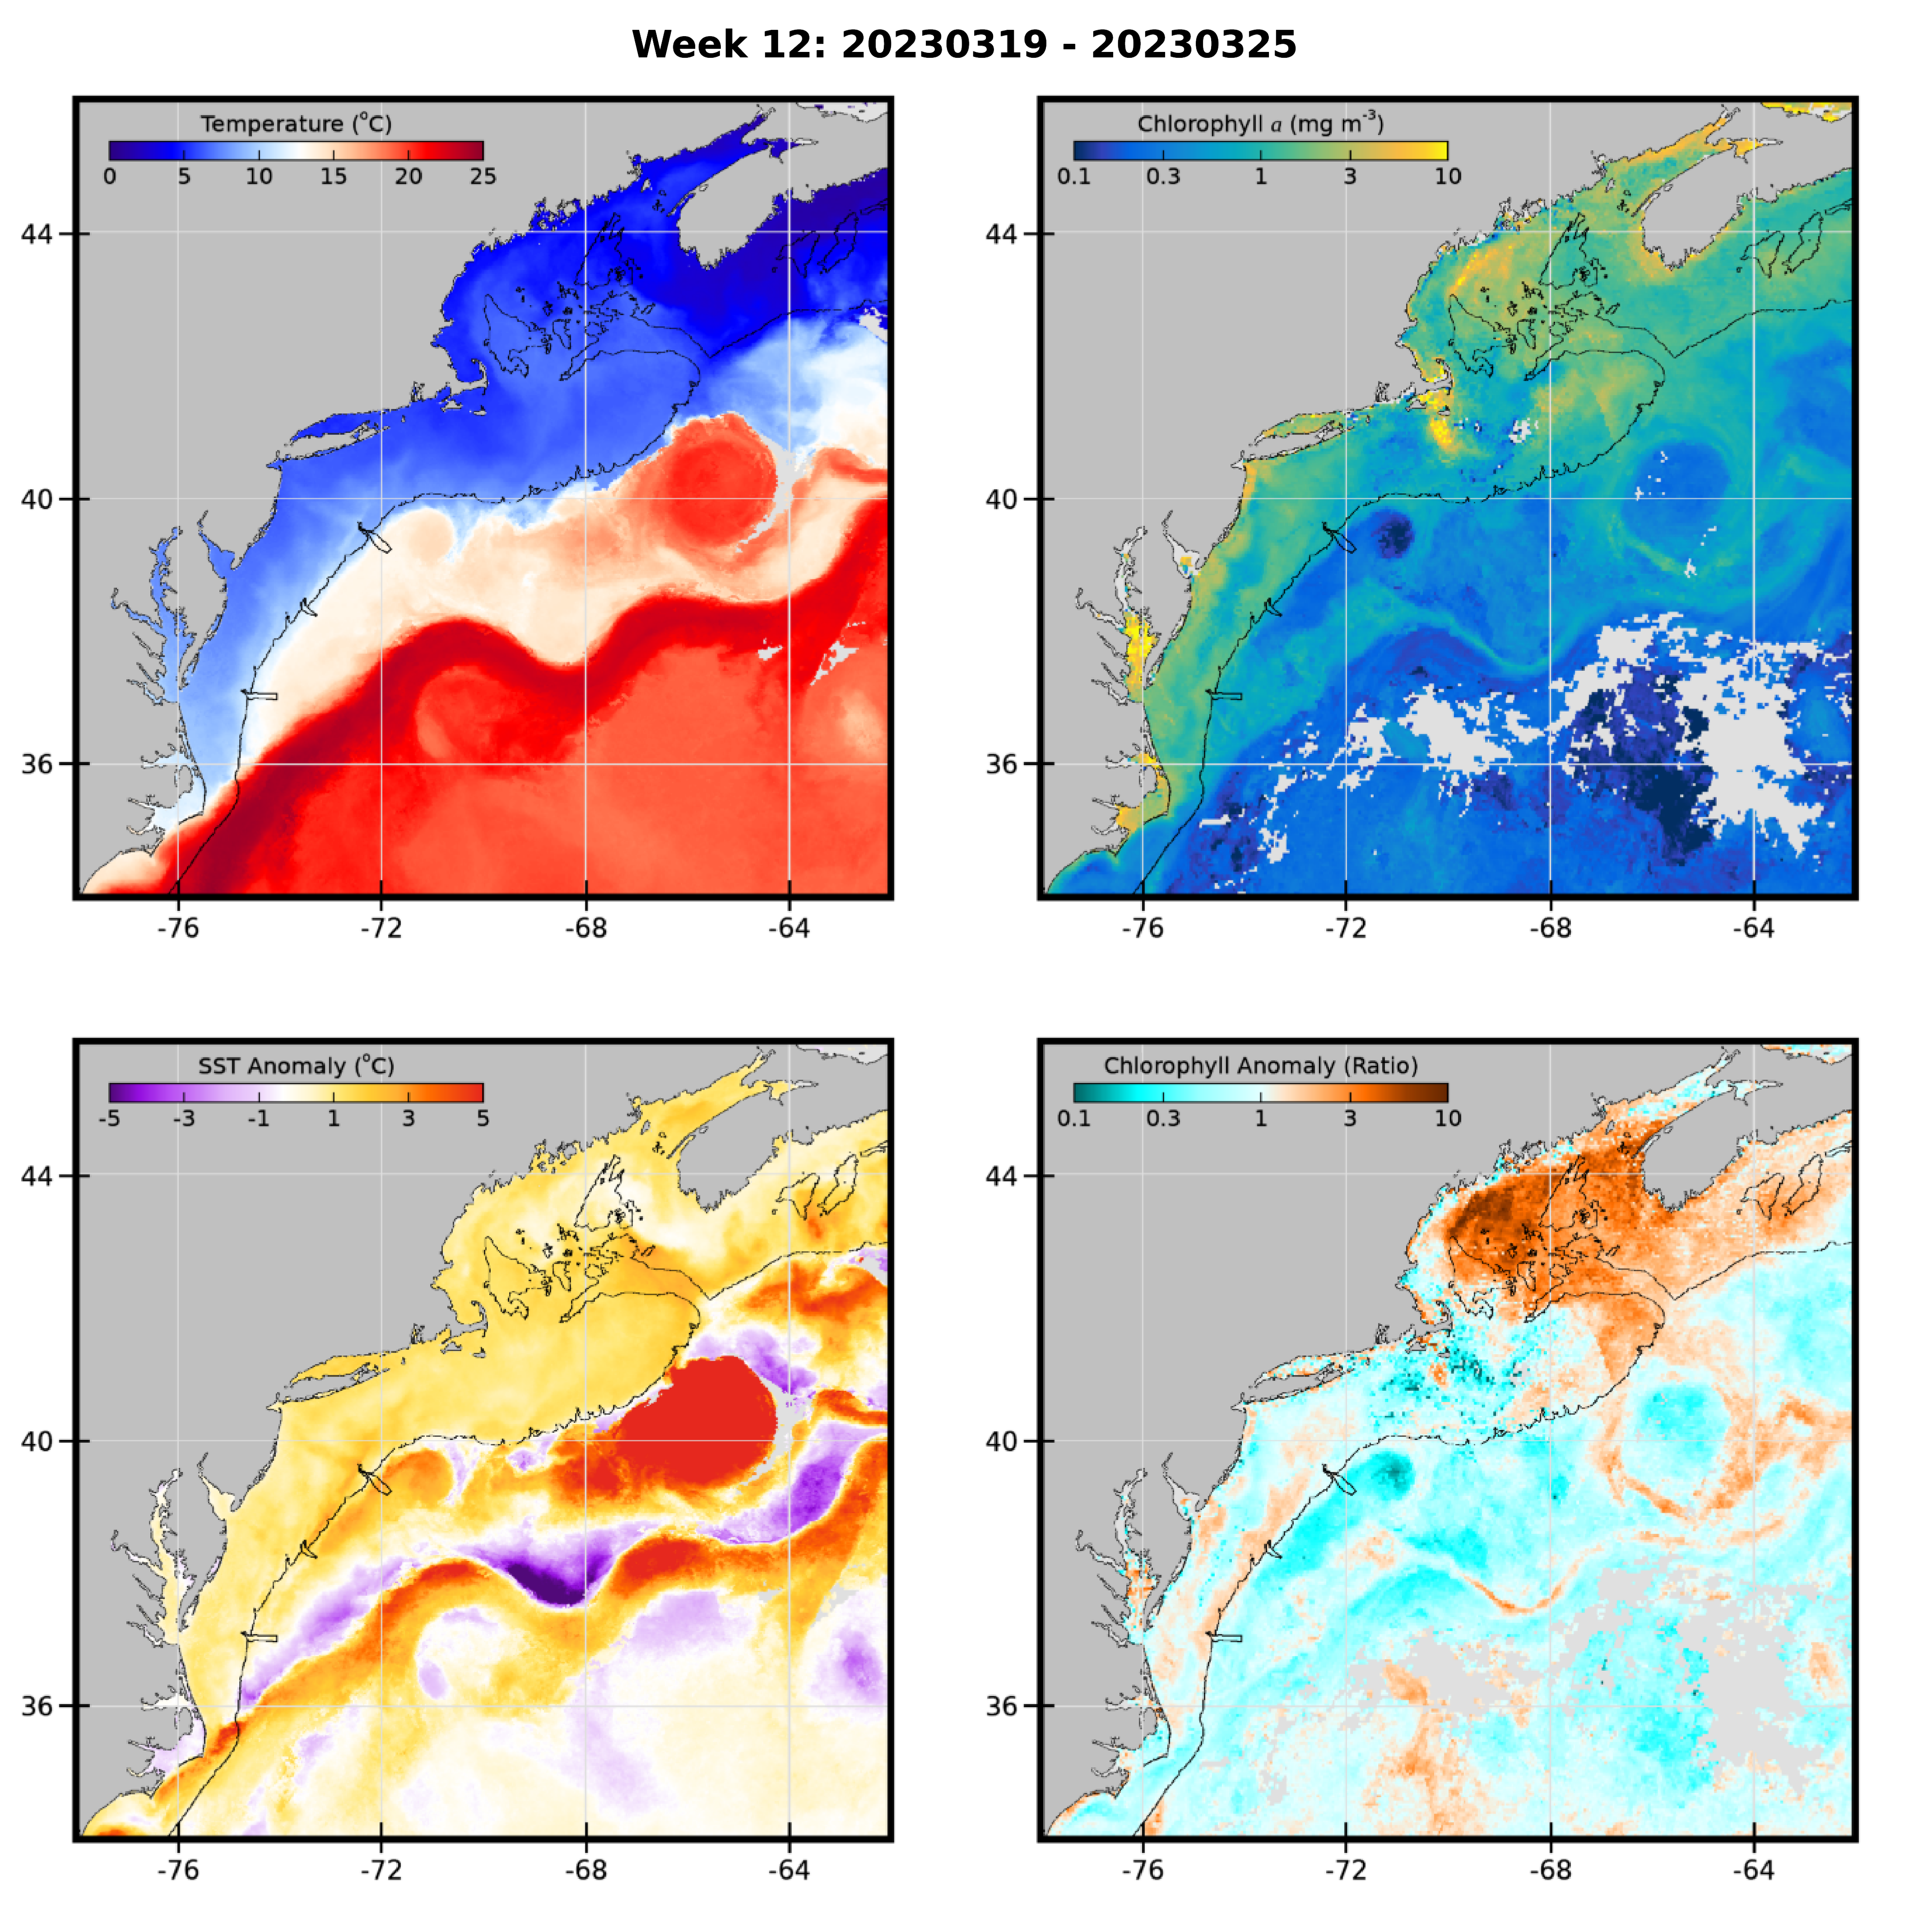 Week 12: 20230319 - 20230325
Temperature (°C)
0 5 10 15 20 25
44
40
36
-76 -72 -68 -64
Chlorophyll a (mg m⁻³)
0.1 0.3 1 3 10
44
40
36
-76 -72 -68 -64
SST Anomaly (°C)
-5 -3 -1 1 3 5
44
40
36
-76 -72 -68 -64
Chlorophyll Anomaly (Ratio)
0.1 0.3 1 3 10
44
40
36
-76 -72 -68 -64